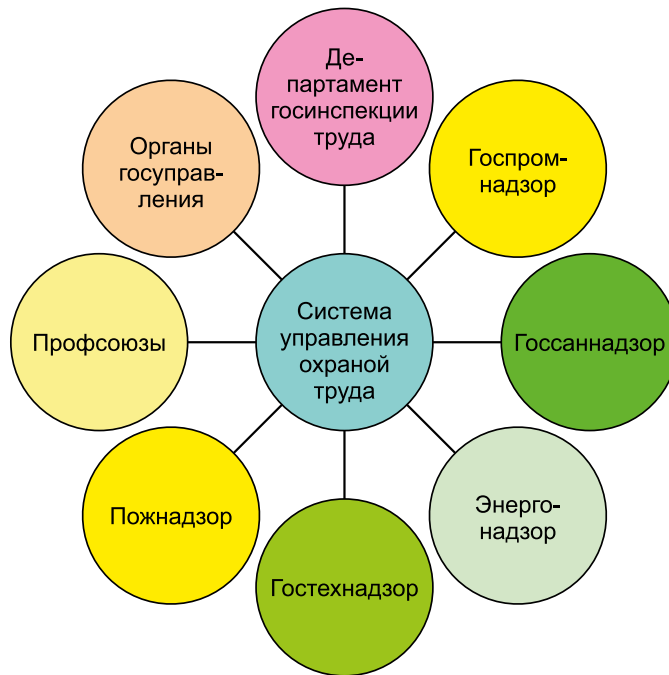 Де-
партамент
госинспекции
труда
Органы
госуправ-
ления
Госпром-
надзор
Профсоюзы
Система
управления
охраной
труда
Госсаннадзор
Пожнадзор
Энерго-
надзор
Гостехнадзор